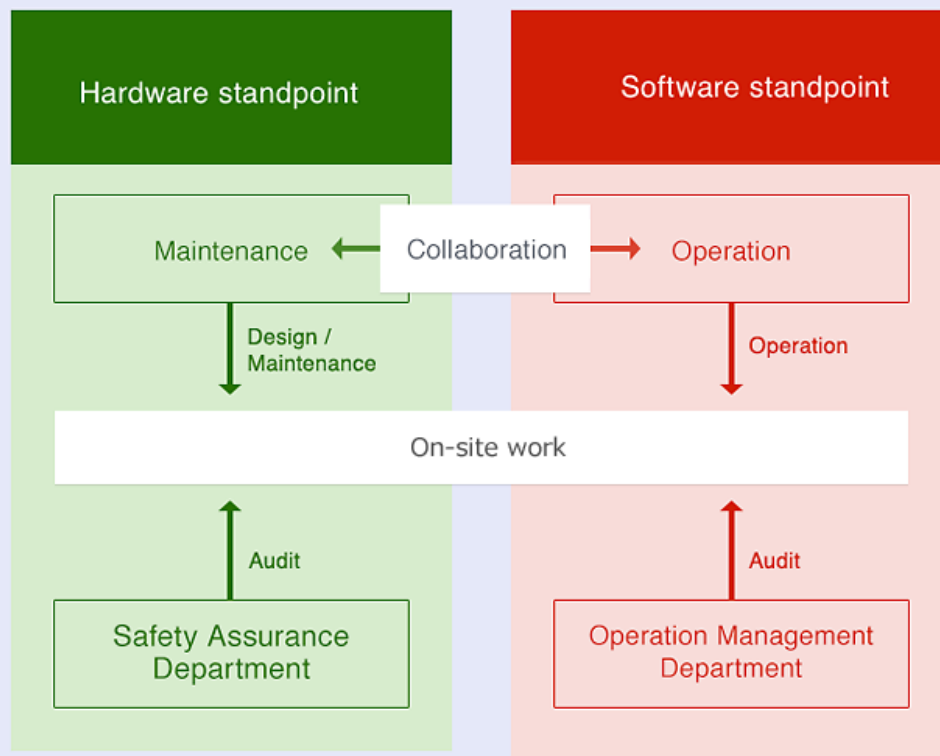 Hardware standpoint
Software standpoint
Maintenance
Collaboration
Operation
Design /
Maintenance
Operation
On-site work
Audit
Audit
Safety Assurance
Department
Operation Management
Department